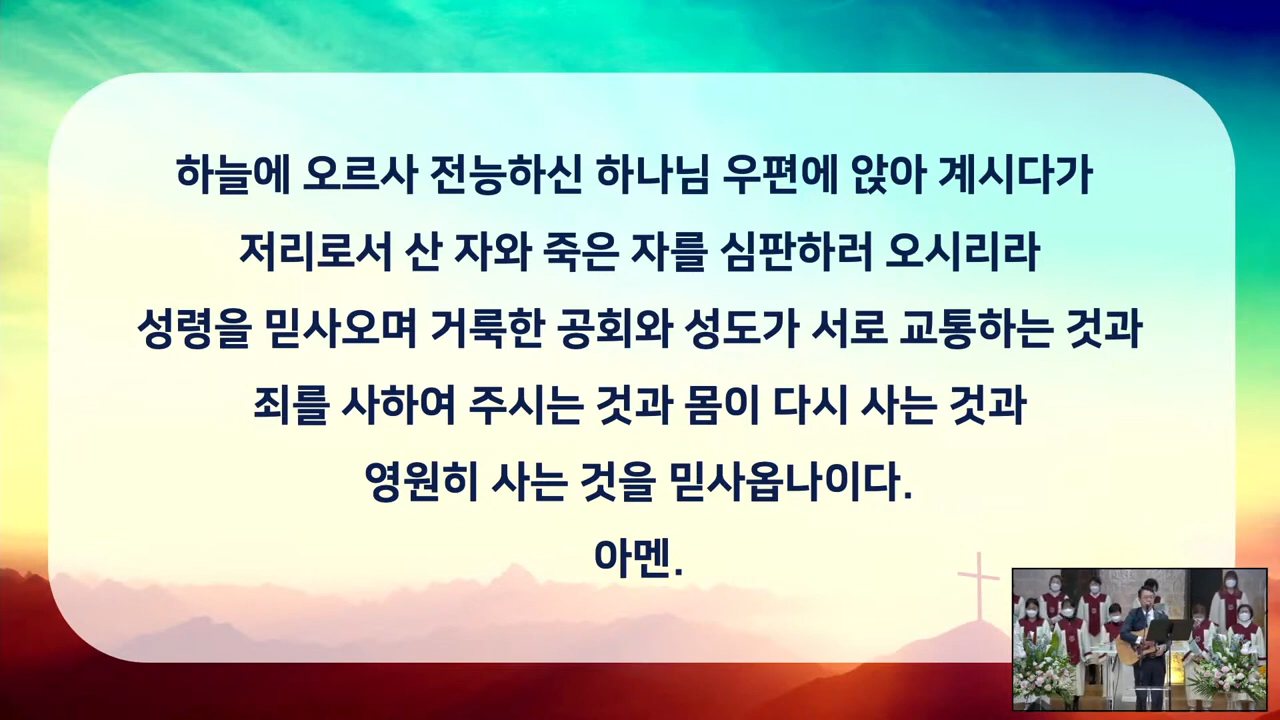 하늘에 오르사 전능하신 하나님 우편에 앉아 계시다가
저리로서 산 자와 죽은 자를 심판하러 오시리라
성령을 믿사오며 거룩한 공회와 성도가 서로 교통하는 것과
죄를 사하여 주시는 것과 몸이 다시 사는 것과
영원히 사는 것을 믿사옵나이다.
아멘.